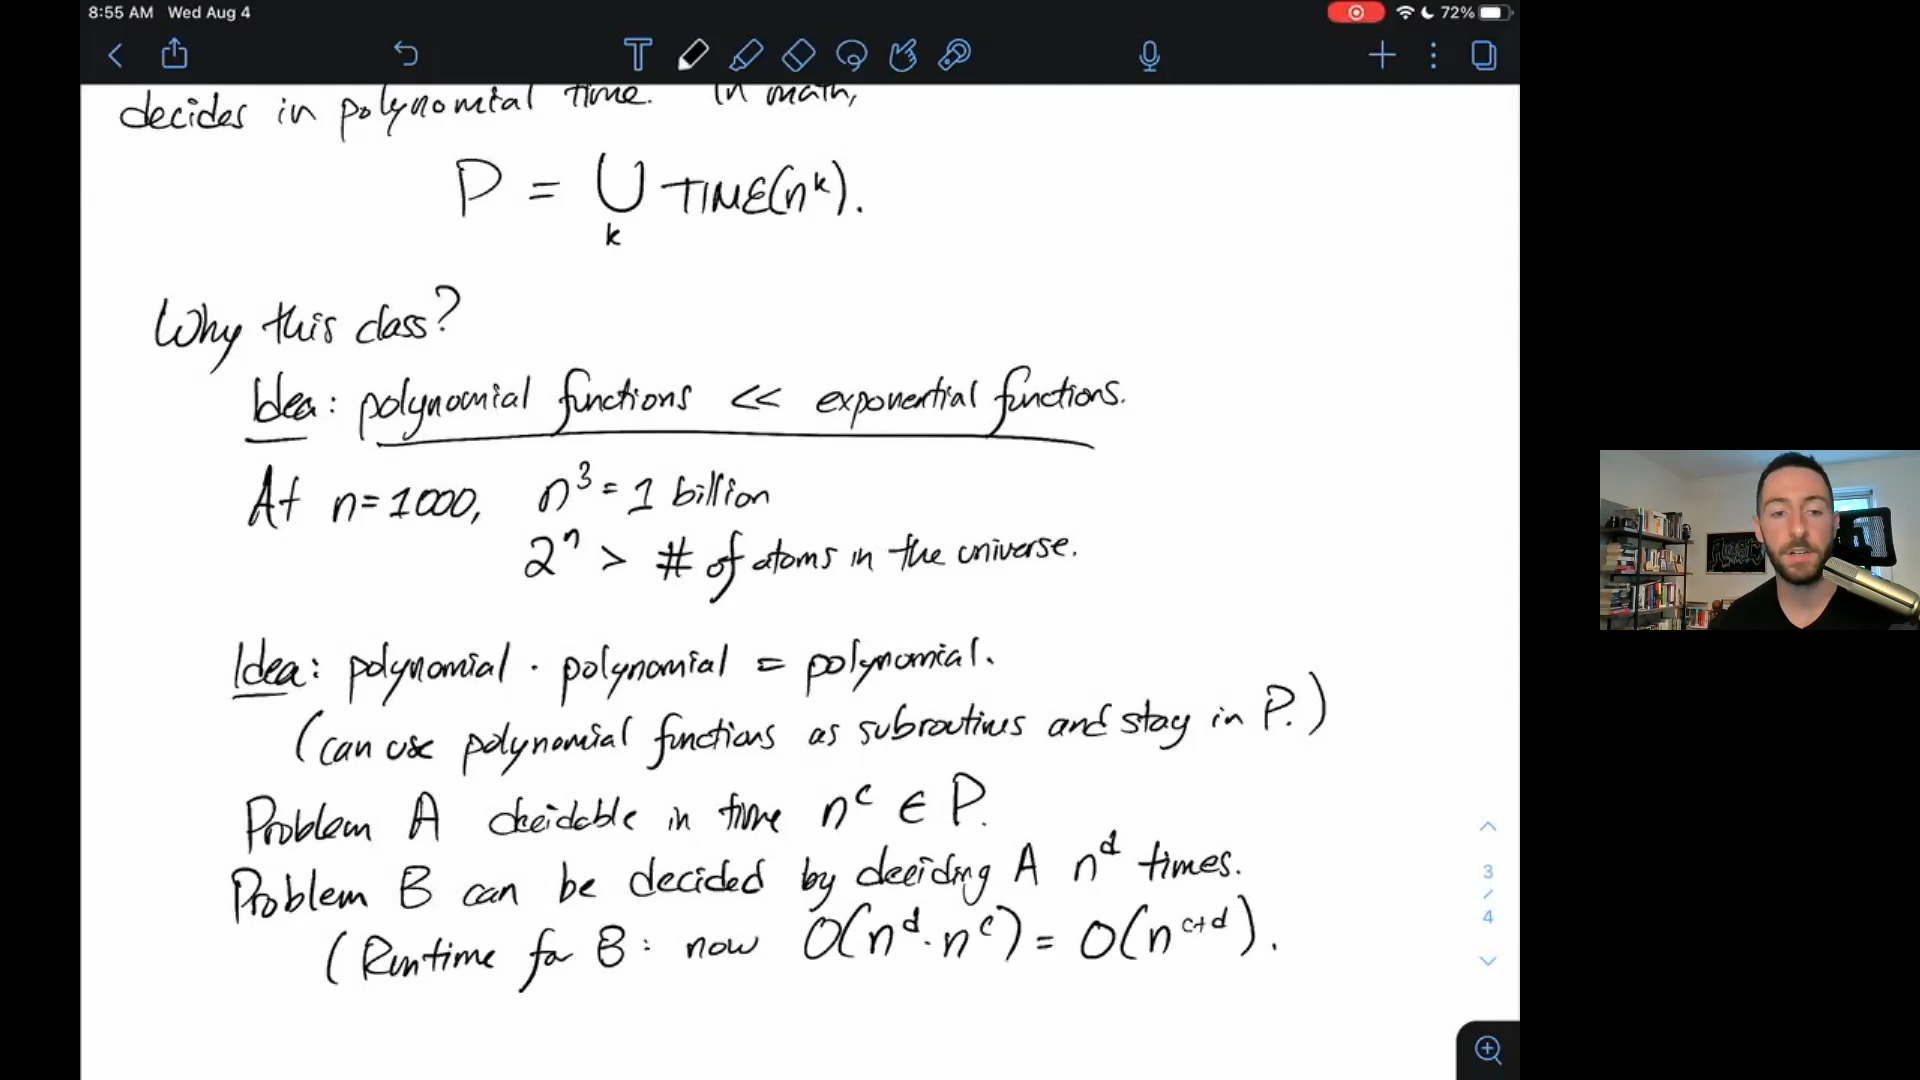 8:55 AM Wed Aug 4
72%
decides in polynomial time. In math,
P = ⋃ TIME(n^k).
k
Why this class?
Idea: polynomial functions << exponential functions.
At n=1000, n^3 = 1 billion
2^n > # of atoms in the universe.
Idea: polynomial · polynomial = polynomial.
(can use polynomial functions as subroutines and stay in P.)
Problem A decidable in time n^c ∈ P.
Problem B can be decided by deciding A n^d times.
(Runtime for B: now O(n^d · n^c) = O(n^c+d).
3
/
4